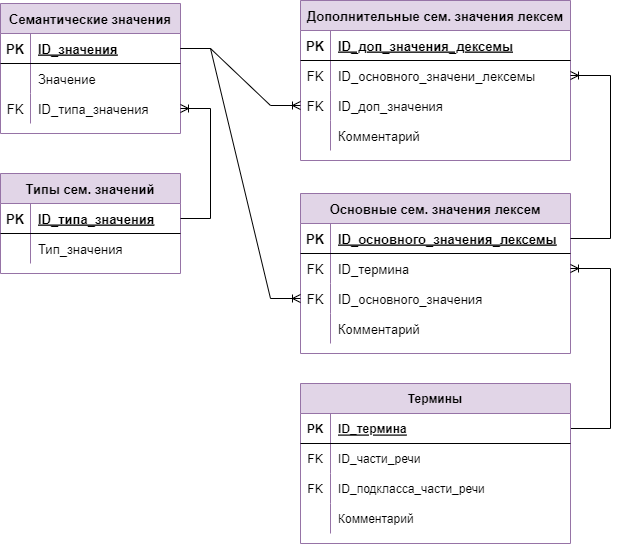 Семантические значения
PK ID_значения
Значение
FK ID_типа_значения
Типы сем. значений
PK ID_типа_значения
Тип_значения
Дополнительные сем. значения лексем
PK ID_доп_значения_дексемы
FK ID_основного_значени_лексемы
FK ID_доп_значения
Комментарий
Основные сем. значения лексем
PK ID_основного_значения_лексемы
FK ID_термина
FK ID_основного_значения
Комментарий
Термины
PK ID_термина
FK ID_части_речи
FK ID_подкласса_части_речи
Комментарий